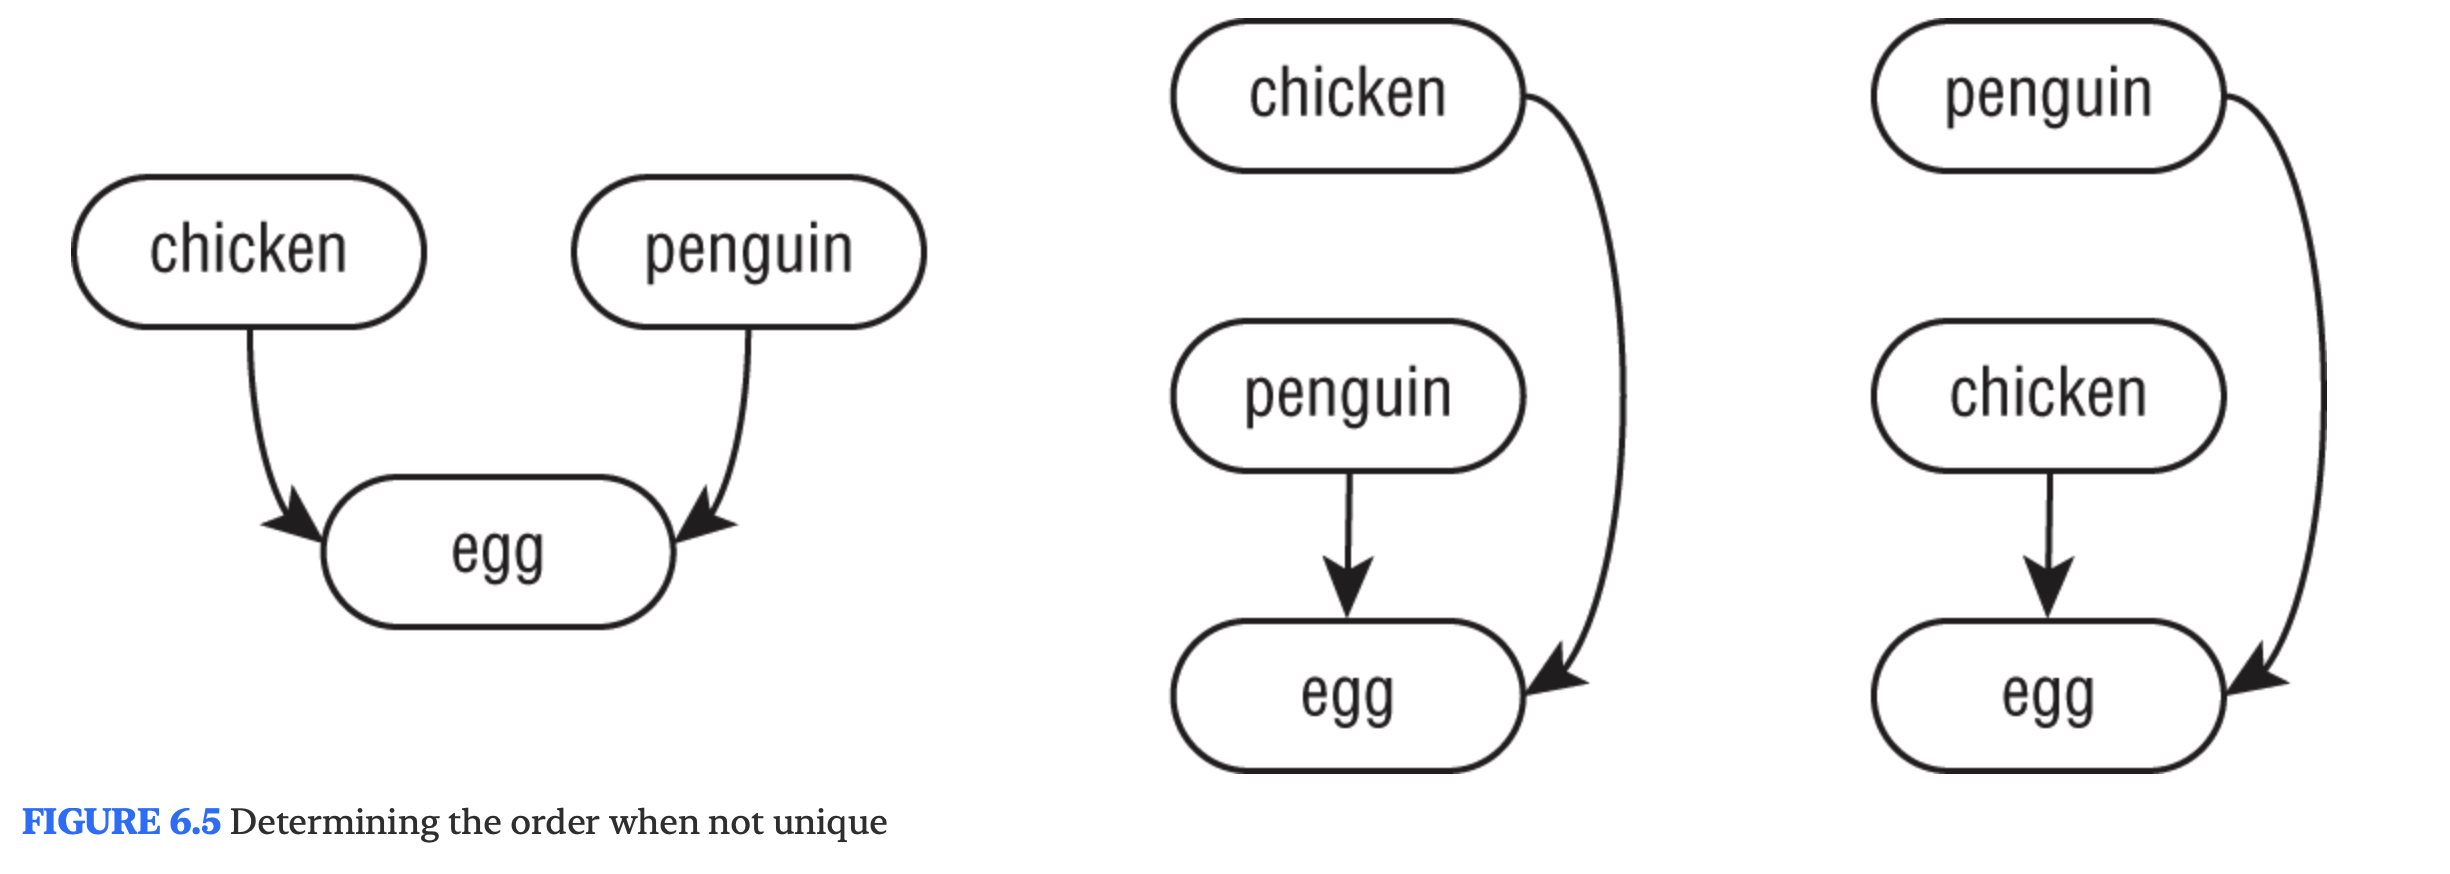 chicken
penguin
egg
chicken
penguin
egg
penguin
chicken
egg
FIGURE 6.5 Determining the order when not unique